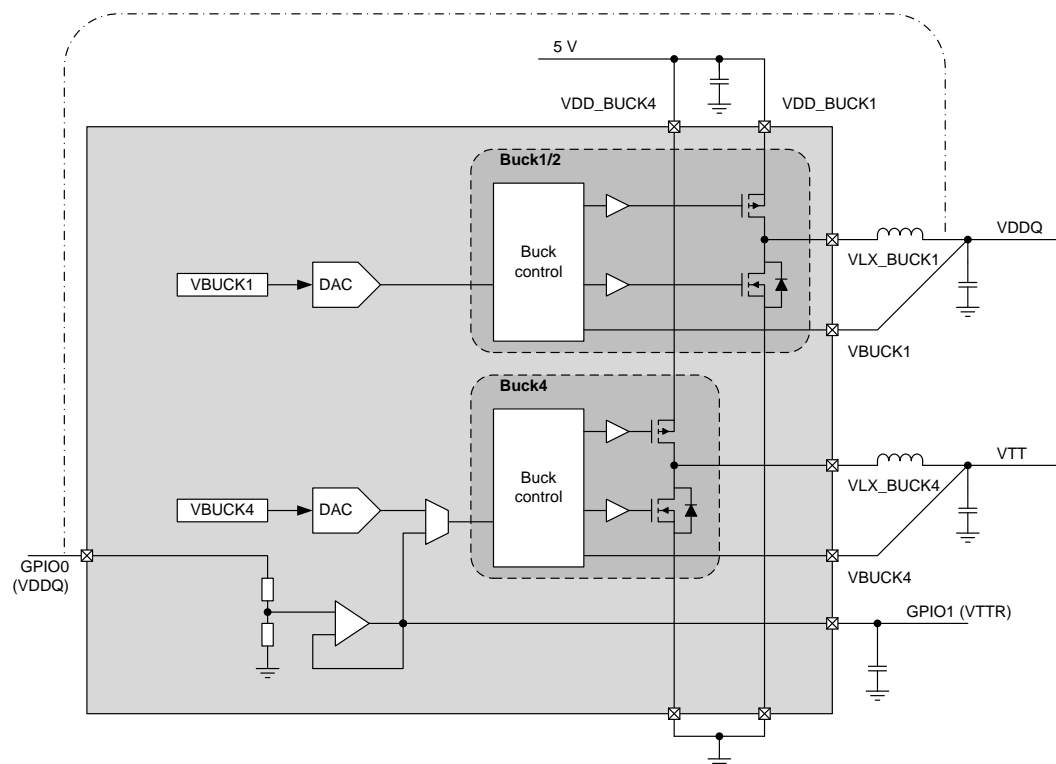 5 V
VDD_BUCK4
VDD_BUCK1
Buck1/2
Buck
control
VBUCK1
DAC
VDDQ
VLX_BUCK1
VBUCK1
Buck4
Buck
control
VBUCK4
DAC
VTT
VLX_BUCK4
VBUCK4
GPIO0
(VDDQ)
GPIO1 (VTTR)